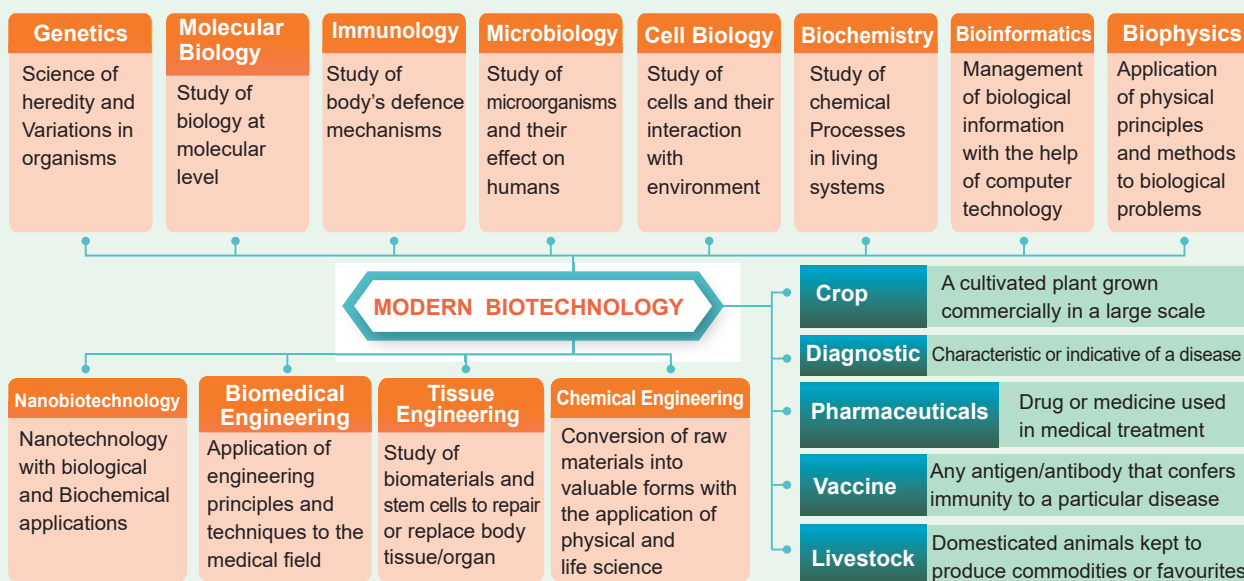 Genetics
Science of
heredity and
Variations in
organisms
Molecular
Biology
Study of
biology at
molecular
level
Immunology
Study of
body’s defence
mechanisms
Microbiology
Study of
microorganisms
and their
effect on
humans
Cell Biology
Study of
cells and their
interaction
with
environment
Biochemistry
Study of
chemical
Processes
in living
systems
Bioinformatics
Management
of biological
information
with the help
of computer
technology
Biophysics
Application
of physical
principles
and methods
to biological
problems
MODERN BIOTECHNOLOGY
Crop
A cultivated plant grown
commercially in a large scale
Diagnostic
Characteristic or indicative of a disease
Pharmaceuticals
Drug or medicine used
in medical treatment
Vaccine
Any antigen/antibody that confers
immunity to a particular disease
Livestock
Domesticated animals kept to
produce commodities or favourites
Nanobiotechnology
Nanotechnology
with biological
and Biochemical
applications
Biomedical
Engineering
Application of
engineering
principles and
techniques to the
medical field
Tissue
Engineering
Study of
biomaterials and
stem cells to repair
or replace body
tissue/organ
Chemical Engineering
Conversion of raw
materials into
valuable forms with
the application of
physical and
life science